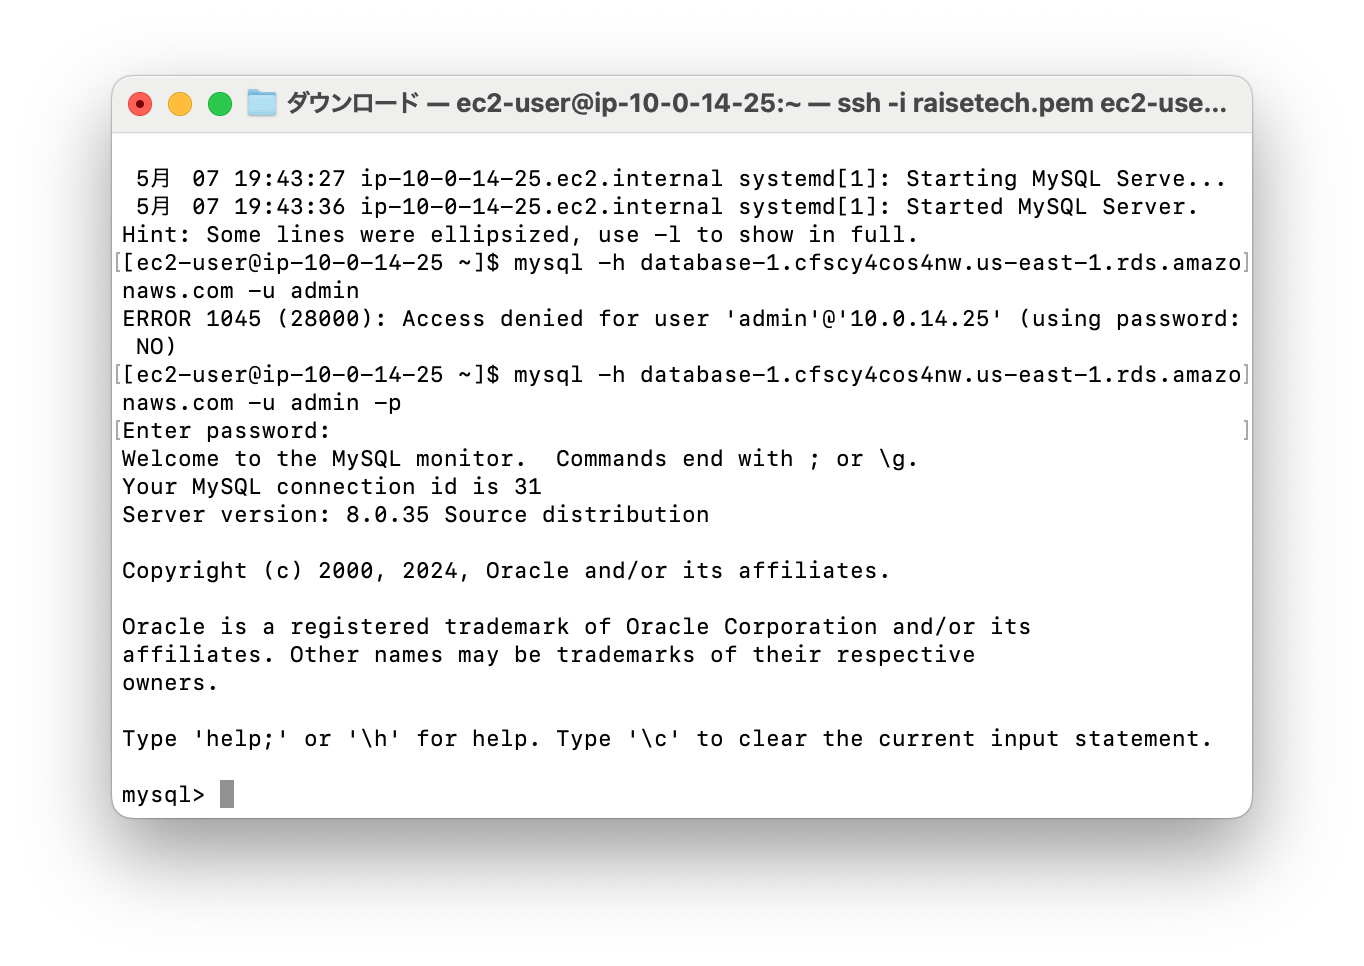 ダウンロード — ec2-user@ip-10-0-14-25:~ — ssh -i raisetech.pem ec2-use...
5月 07 19:43:27 ip-10-0-14-25.ec2.internal systemd[1]: Starting MySQL Serve...
5月 07 19:43:36 ip-10-0-14-25.ec2.internal systemd[1]: Started MySQL Server.
Hint: Some lines were ellipsized, use -l to show in full.
[[ec2-user@ip-10-0-14-25 ~]$ mysql -h database-1.cfscy4cos4nw.us-east-1.rds.amazo]
naws.com -u admin
ERROR 1045 (28000): Access denied for user 'admin'@'10.0.14.25' (using password:
NO)
[[ec2-user@ip-10-0-14-25 ~]$ mysql -h database-1.cfscy4cos4nw.us-east-1.rds.amazo]
naws.com -u admin -p
[Enter password: ]
Welcome to the MySQL monitor.  Commands end with ; or \g.
Your MySQL connection id is 31
Server version: 8.0.35 Source distribution
Copyright (c) 2000, 2024, Oracle and/or its affiliates.
Oracle is a registered trademark of Oracle Corporation and/or its
affiliates. Other names may be trademarks of their respective
owners.
Type 'help;' or '\h' for help. Type '\c' to clear the current input statement.
mysql>